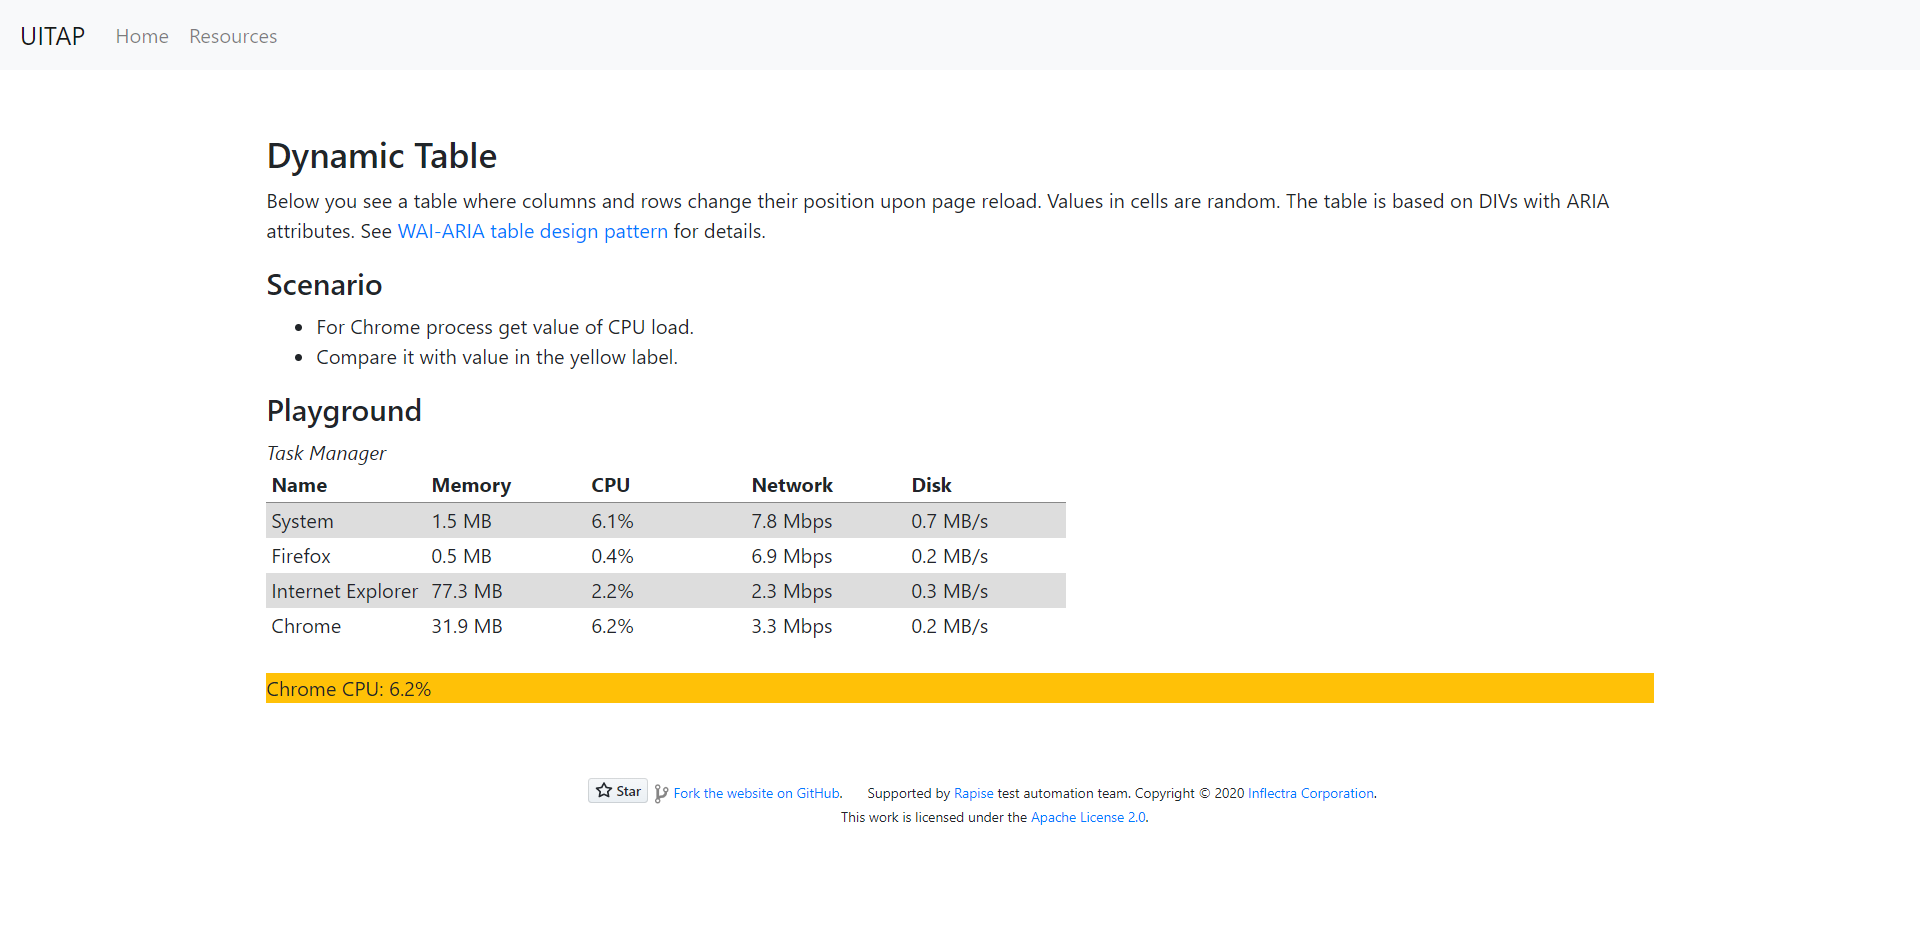 UITAP Home Resources
Dynamic Table
Below you see a table where columns and rows change their position upon page reload. Values in cells are random. The table is based on DIVs with ARIA
attributes. See WAI-ARIA table design pattern for details.
Scenario
• For Chrome process get value of CPU load.
• Compare it with value in the yellow label.
Playground
Task Manager
Name Memory CPU Network Disk
System 1.5 MB 6.1% 7.8 Mbps 0.7 MB/s
Firefox 0.5 MB 0.4% 6.9 Mbps 0.2 MB/s
Internet Explorer 77.3 MB 2.2% 2.3 Mbps 0.3 MB/s
Chrome 31.9 MB 6.2% 3.3 Mbps 0.2 MB/s
Chrome CPU: 6.2%
Star Fork the website on GitHub. Supported by Rapise test automation team. Copyright © 2020 Inflectra Corporation.
This work is licensed under the Apache License 2.0.